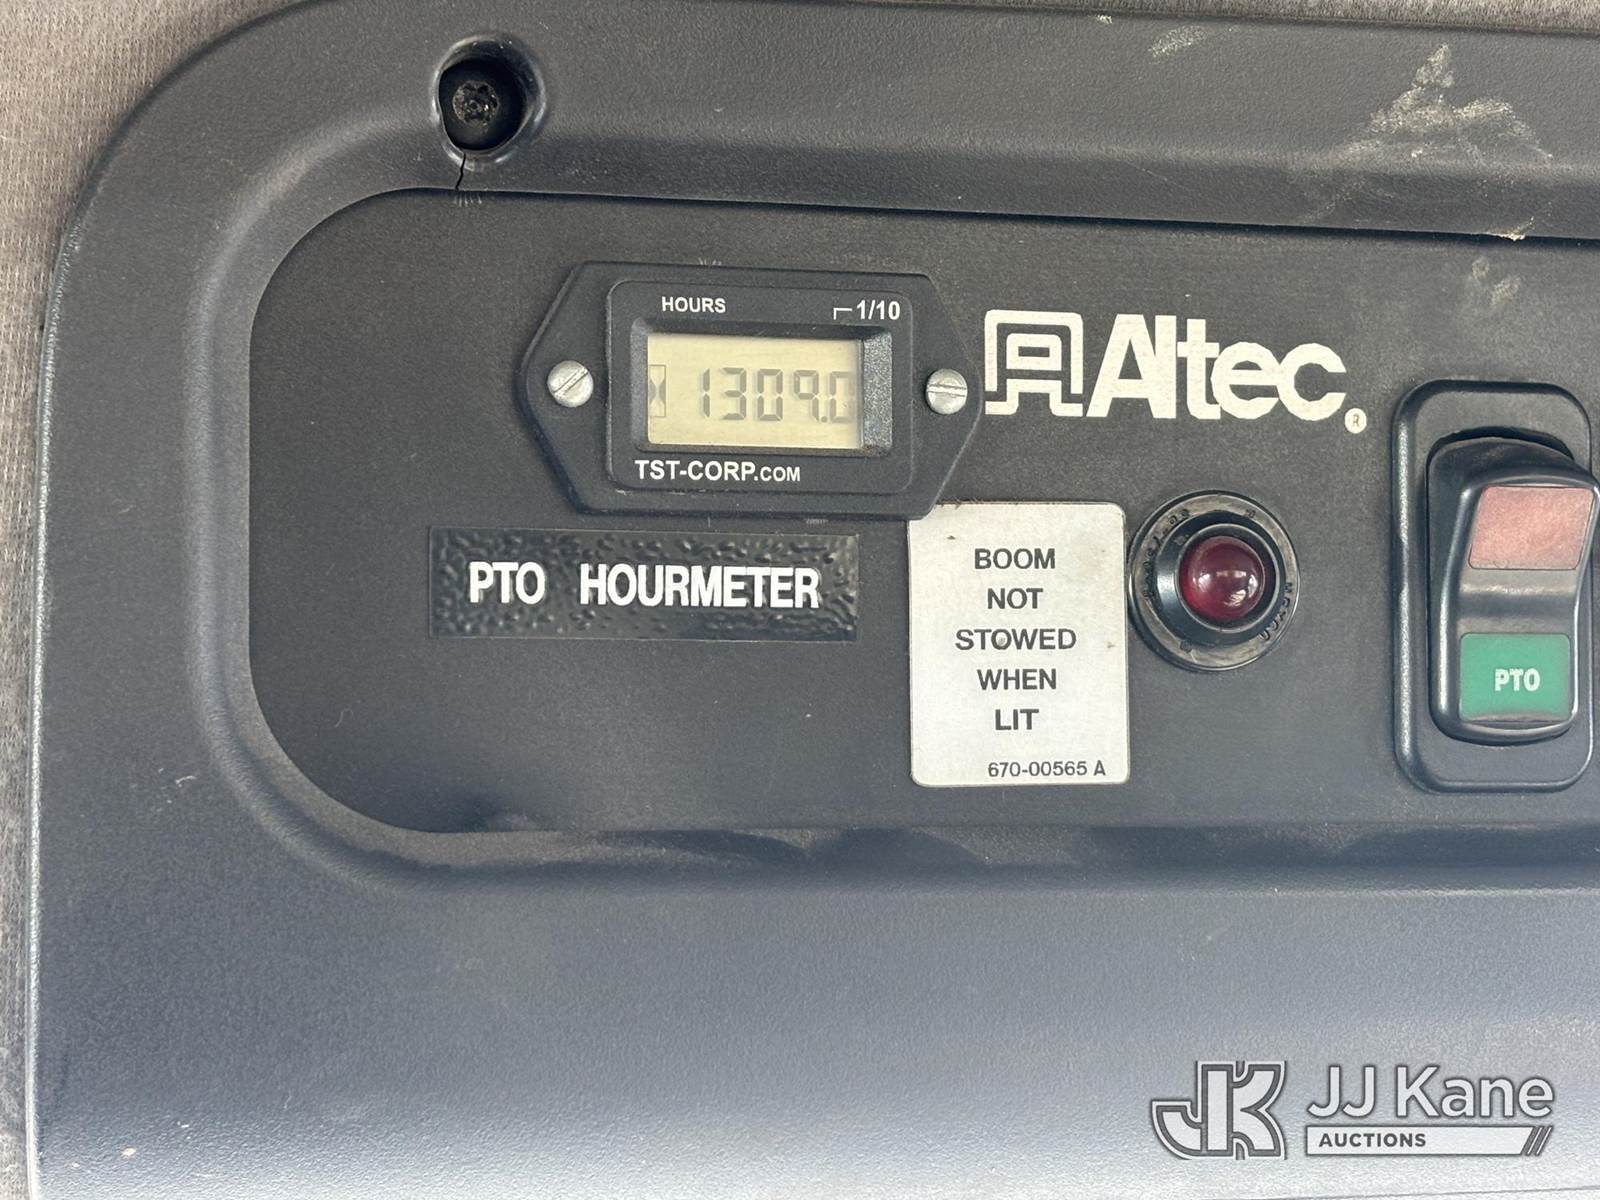 HOURS
1/10
1309.0
TST-CORP.COM
Altec
R
PTO HOURMETER
BOOM
NOT
STOWED
WHEN
LIT
670-00565 A
PTO
JK JJ Kane
AUCTIONS